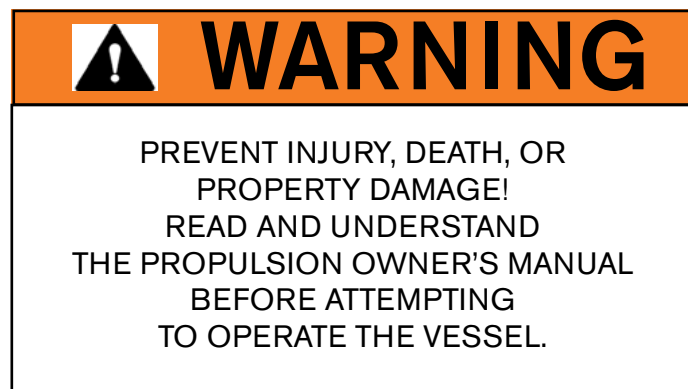 WARNING
PREVENT INJURY, DEATH, OR
PROPERTY DAMAGE!
READ AND UNDERSTAND
THE PROPULSION OWNER’S MANUAL
BEFORE ATTEMPTING
TO OPERATE THE VESSEL.